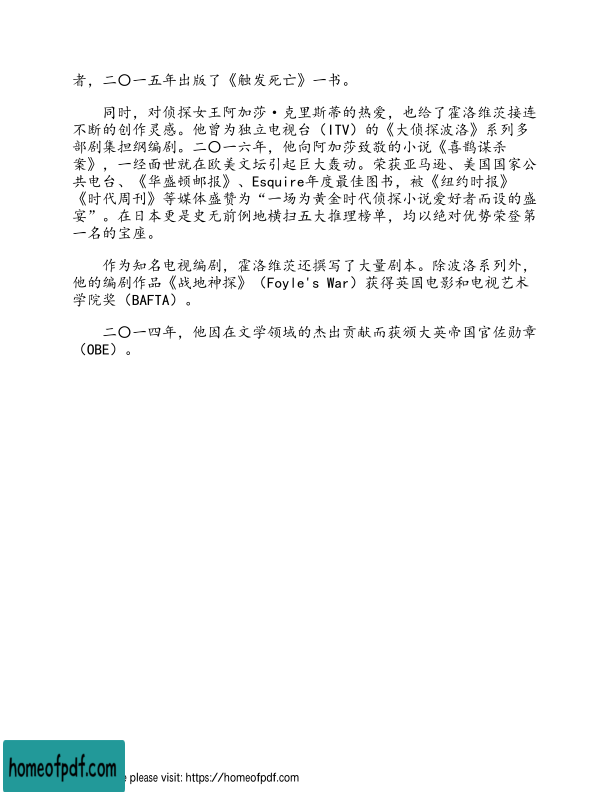 者，二〇一五年出版了《触发死亡》一书。
同时，对侦探女王阿加莎·克里斯蒂的热爱，也给了霍洛维茨接连
不断的创作灵感。他曾为独立电视台（ITV）的《大侦探波洛》系列多
部剧集担纲编剧。二〇一六年，他向阿加莎致敬的小说《喜鹊谋杀
案》，一经面世就在欧美文坛引起巨大轰动。荣获亚马逊、美国国家公
共电台、《华盛顿邮报》、Esquire年度最佳图书，被《纽约时报》
《时代周刊》等媒体盛赞为“一场为黄金时代侦探小说爱好者而设的盛
宴”。在日本更是史无前例地横扫五大推理榜单，均以绝对优势荣登第
一名的宝座。
作为知名电视编剧，霍洛维茨还撰写了大量剧本。除波洛系列外，
他的编剧作品《战地神探》（Foyle's War）获得英国电影和电视艺术
学院奖（BAFTA）。
二〇一四年，他因在文学领域的杰出贡献而获颁大英帝国官佐勋章
（OBE）。
homeofpdf.com
e please visit: https://homeofpdf.com